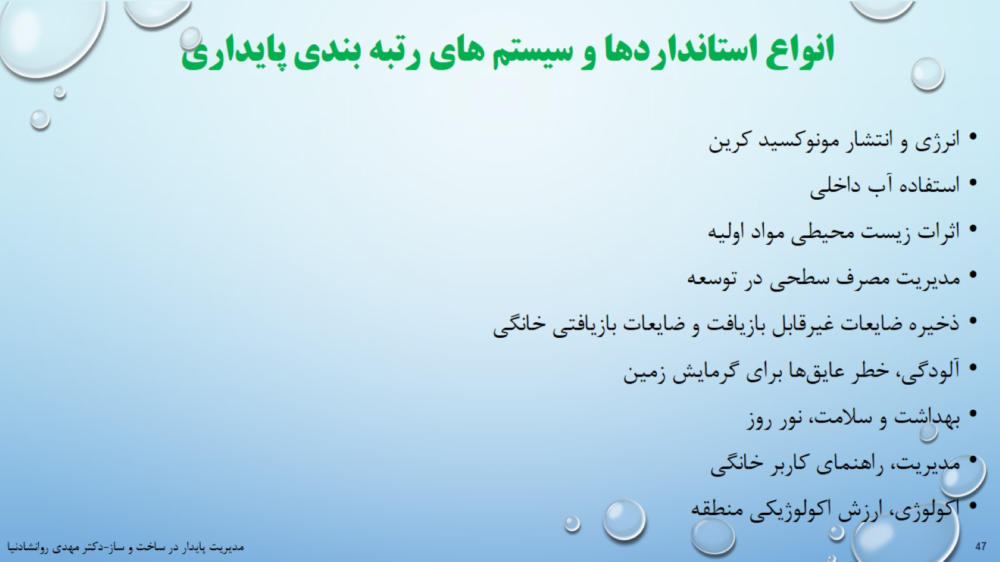 انواع استانداردها و سیستم های رتبه بندی پایداری
• انرژی و انتشار مونوکسید کربن
• استفاده آب داخلی
• اثرات زیست محیطی مواد اولیه
• مدیریت مصرف سطحی در توسعه
• ذخیره ضایعات غیرقابل بازیافت و ضایعات بازیافتی خانگی
• آلودگی، خطر عایق‌ها برای گرمایش زمین
• بهداشت و سلامت، نور روز
• مدیریت، راهنمای کاربر خانگی
• اکولوژی، ارزش اکولوژیکی منطقه
مدیریت پایدار در ساخت و ساز-دکتر مهدی روانشادنیا
47